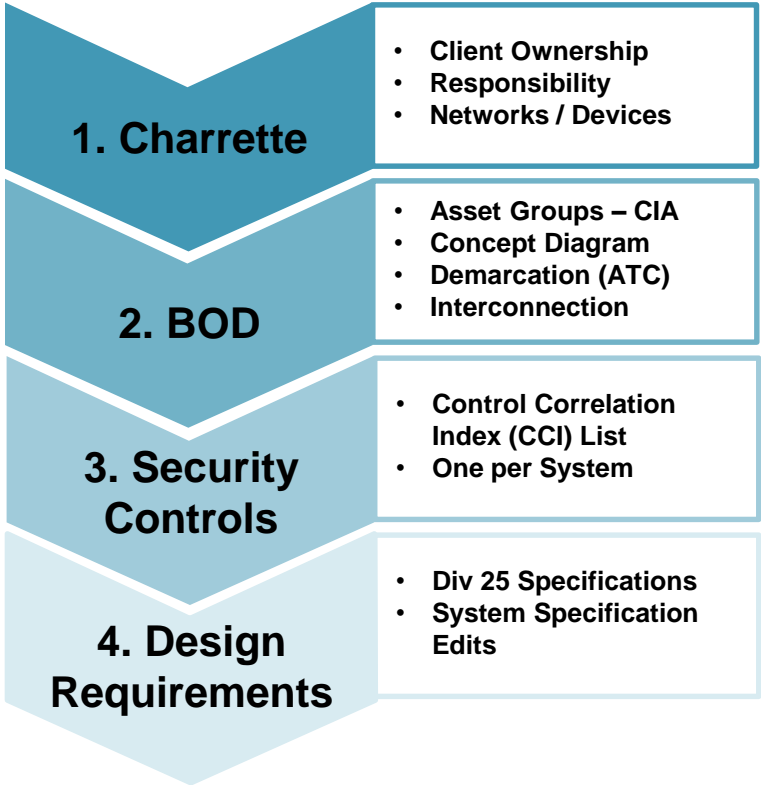 1. Charrette
• Client Ownership
• Responsibility
• Networks / Devices
2. BOD
• Asset Groups – CIA
• Concept Diagram
• Demarcation (ATC)
• Interconnection
3. Security
Controls
• Control Correlation
Index (CCI) List
• One per System
4. Design
Requirements
• Div 25 Specifications
• System Specification
Edits